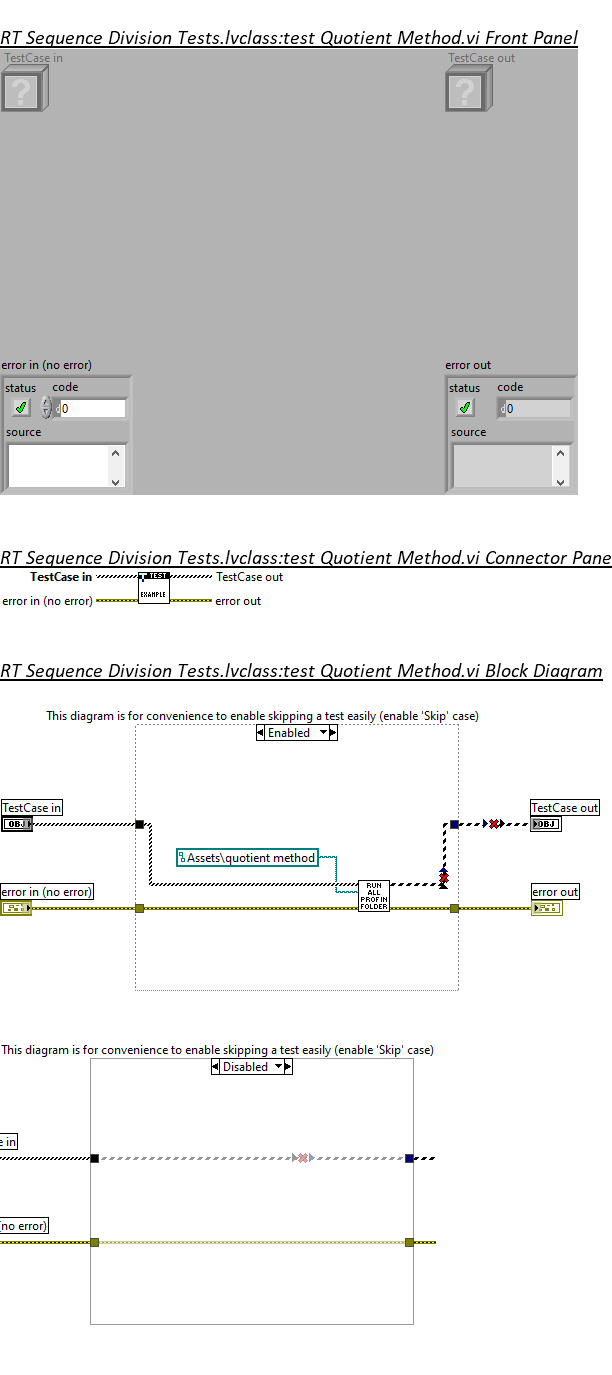 RT Sequence Division Tests.lvclass:test Quotient Method.vi Front Panel
TestCase in
TestCase out
?
?
error in (no error)
error out
status code
status code
d0
d0
source
source
RT Sequence Division Tests.lvclass:test Quotient Method.vi Connector Pane
TestCase in
TEST
TestCase out
error in (no error)
EXAMPLE
error out
RT Sequence Division Tests.lvclass:test Quotient Method.vi Block Diagram
This diagram is for convenience to enable skipping a test easily (enable 'Skip' case)
Enabled
TestCase in
TestCase out
OBJ
OBJ
Assets\quotient method
RUN
ALL
PROF IN
FOLDER
error in (no error)
error out
This diagram is for convenience to enable skipping a test easily (enable 'Skip' case)
Disabled
e in
(no error)